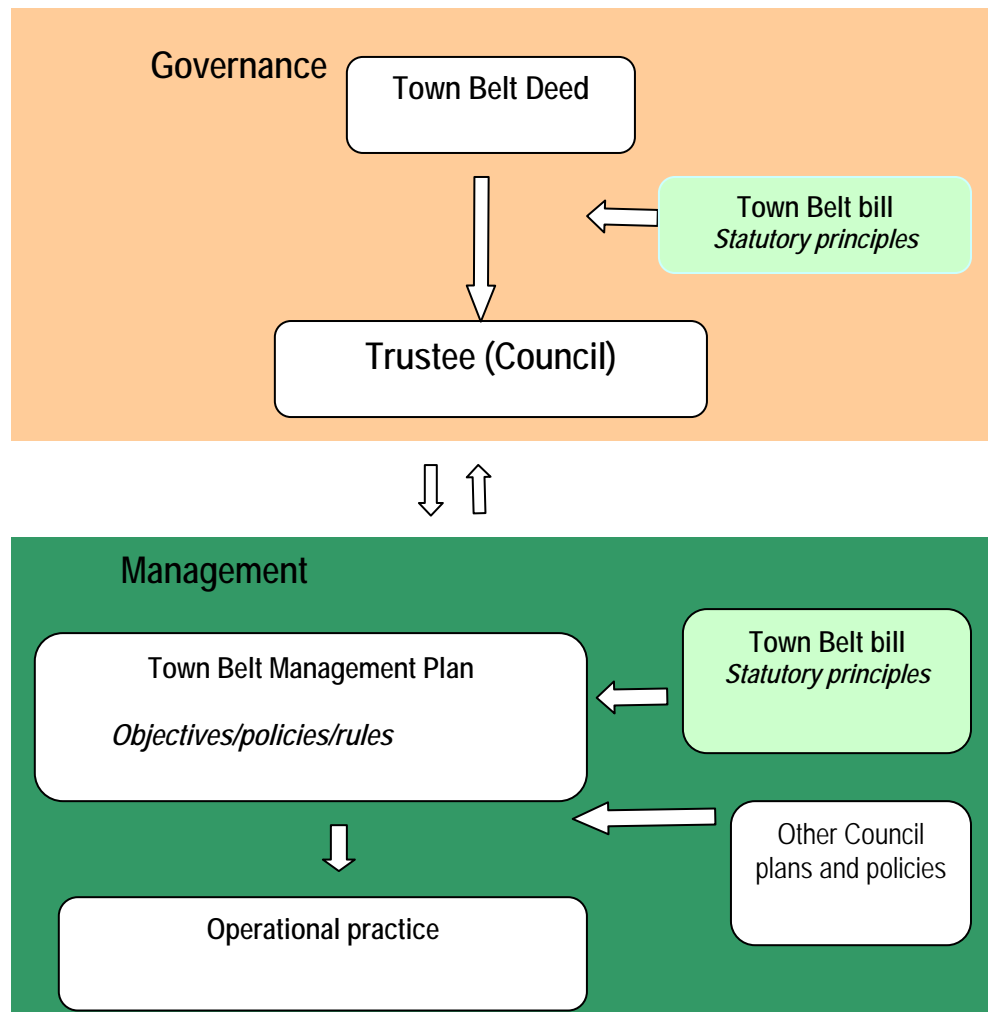 Governance
Town Belt Deed
Town Belt bill
Statutory principles
Trustee (Council)
Management
Town Belt Management Plan
Objectives/policies/rules
Town Belt bill
Statutory principles
Other Council
plans and policies
Operational practice